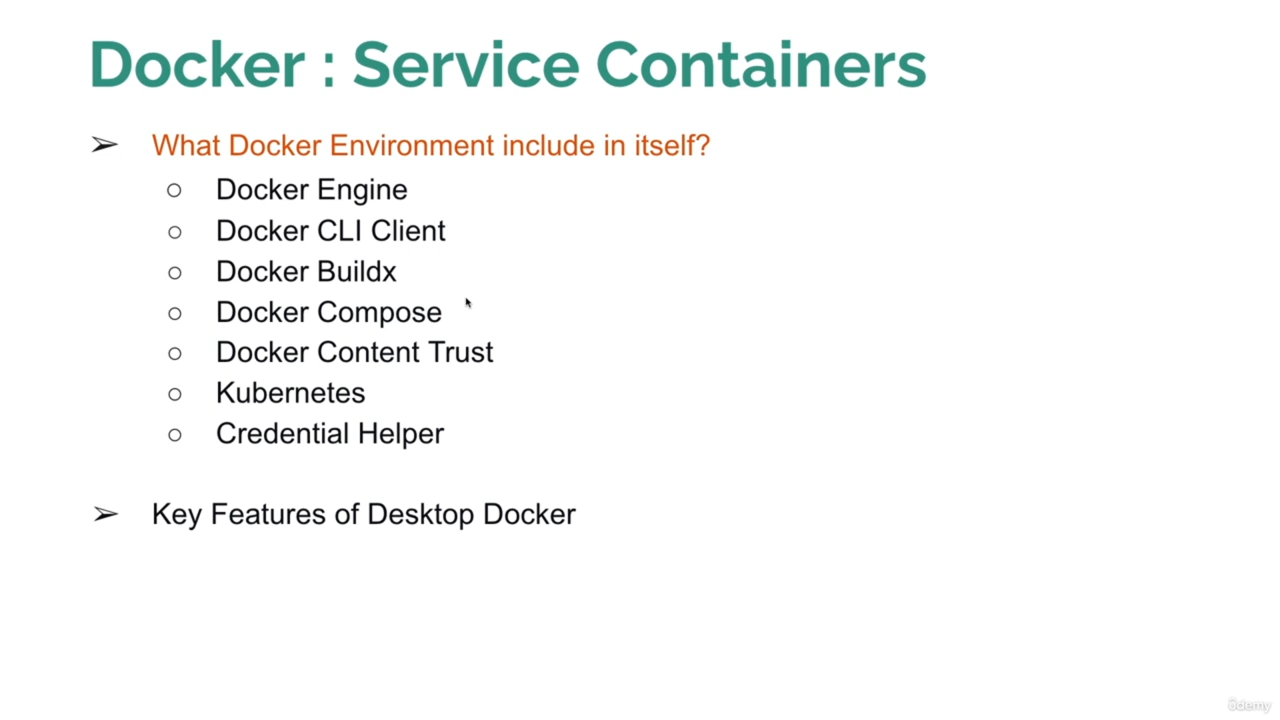 Docker : Service Containers
➢ What Docker Environment include in itself?
○ Docker Engine
○ Docker CLI Client
○ Docker Buildx
○ Docker Compose
○ Docker Content Trust
○ Kubernetes
○ Credential Helper
➢ Key Features of Desktop Docker
ûdemy